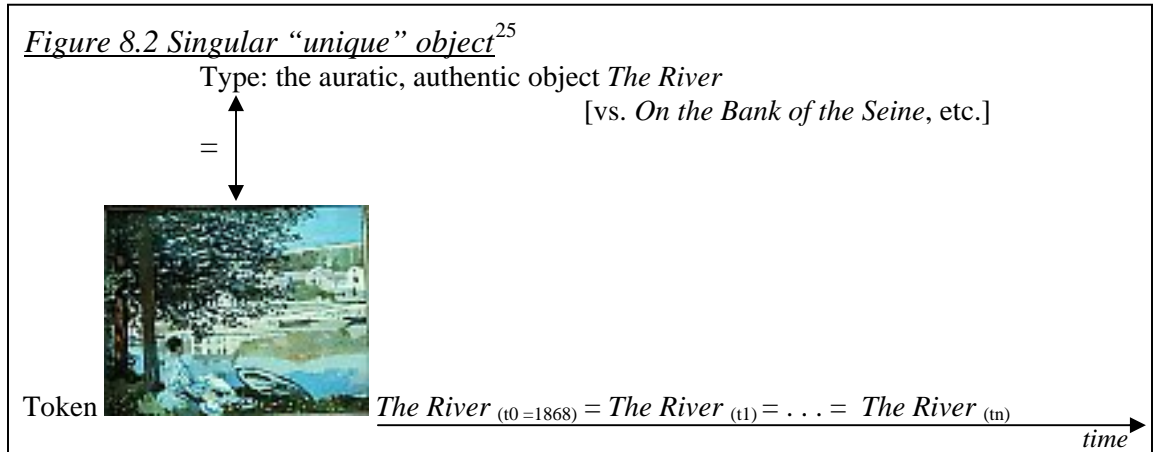 Figure 8.2 Singular “unique” object25
Type: the auratic, authentic object The River
[vs. On the Bank of the Seine, etc.]
=
Token The River (t0 =1868) = The River (t1) = . . . = The River (tn)
time